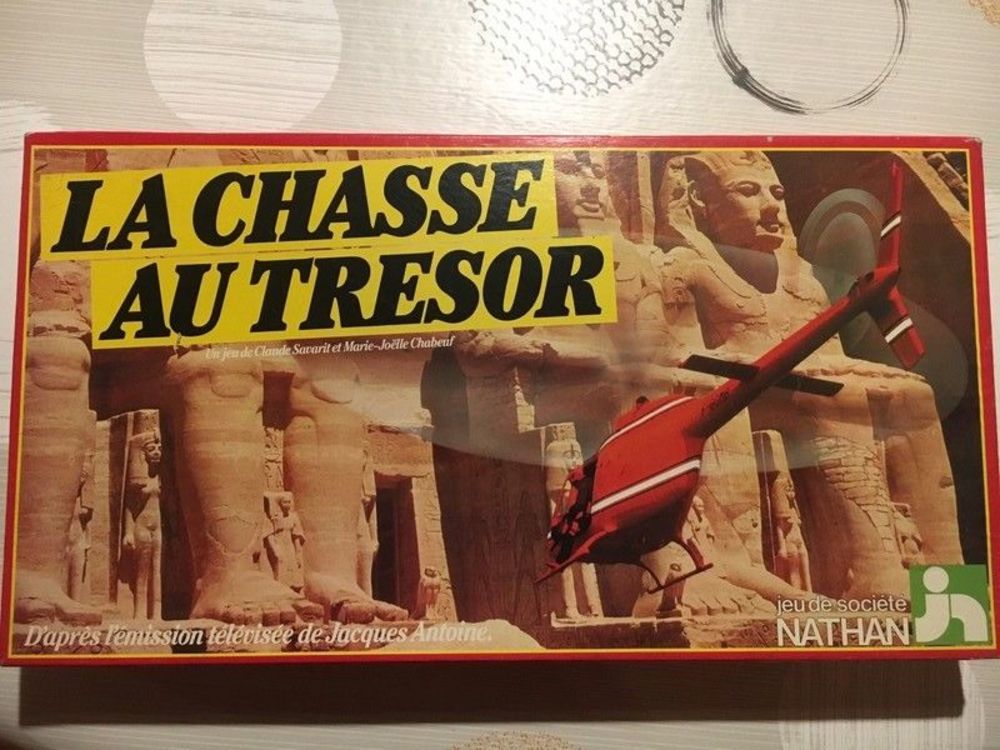 LA CHASSE
AU TRESOR
Un jeu de Claude Savarit et Marie-Joëlle Chabeuf
D'après l'émission télévisée de Jacques Antoine.
jeu de société
NATHAN